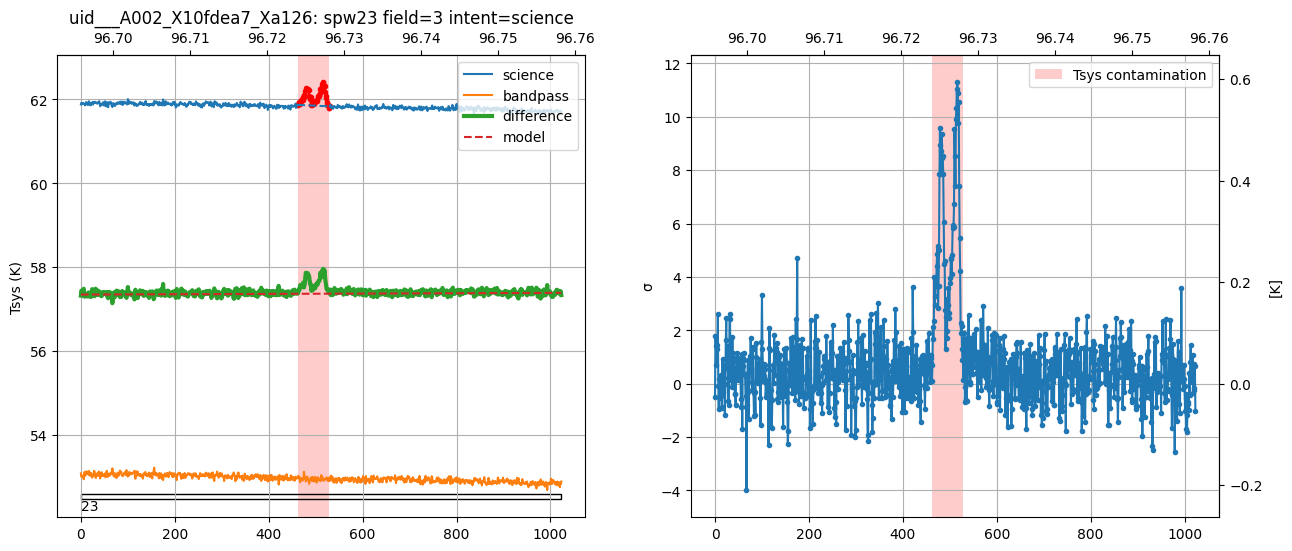 uid___A002_X10fdea7_Xa126: spw23 field=3 intent=science
96.70 96.71 96.72 96.73 96.74 96.75 96.76
science
bandpass
difference
model
Tsys (K)
62
60
58
56
54
23
0 200 400 600 800 1000
96.70 96.71 96.72 96.73 96.74 96.75 96.76
Tsys contamination
σ
12
10
8
6
4
2
0
−2
−4
0 200 400 600 800 1000
0.6
0.4
0.2
0.0
−0.2
[K]